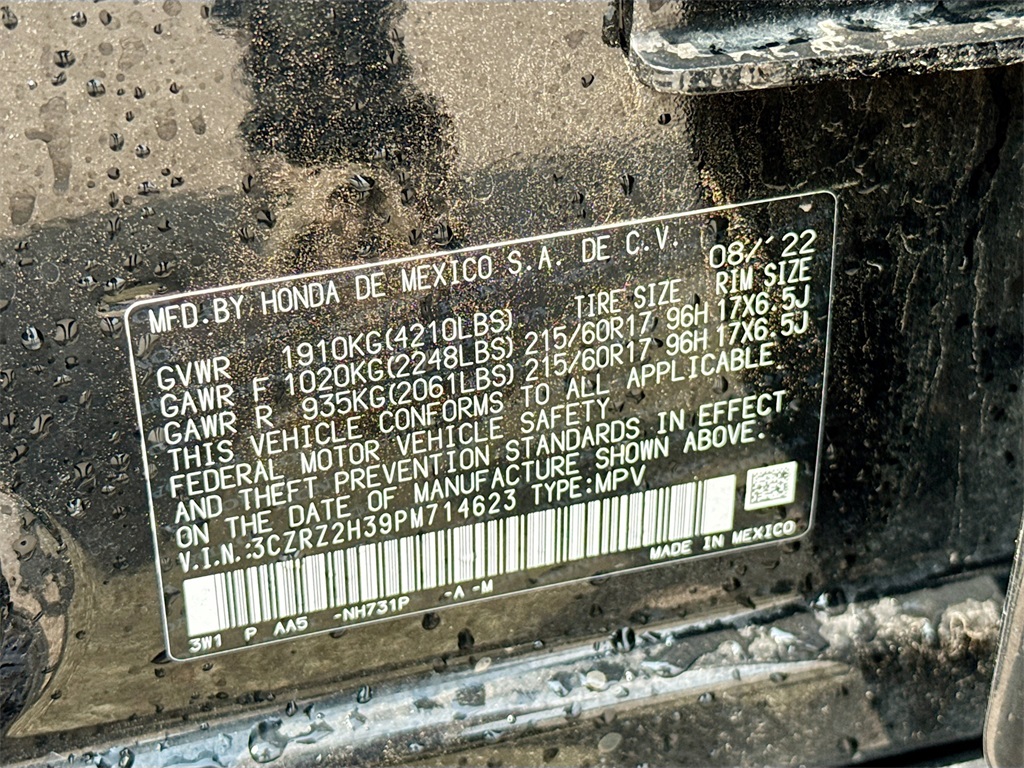 MFD.BY HONDA DE MEXICO S.A. DE C.V. 08/'22
TIRE SIZE RIM SIZE
GVWR 1910KG(4210LBS)
GAWR F 1020KG(2248LBS) 215/60R17 96H 17X6.5J
GAWR R 935KG(2061LBS) 215/60R17 96H 17X6.5J
THIS VEHICLE CONFORMS TO ALL APPLICABLE
FEDERAL MOTOR VEHICLE SAFETY
AND THEFT PREVENTION STANDARDS IN EFFECT
ON THE DATE OF MANUFACTURE SHOWN ABOVE.
V.I.N.:3CZRZ2H39PM714623 TYPE:MPV
MADE IN MEXICO
3W1 P AA5 -NH731P -A -M